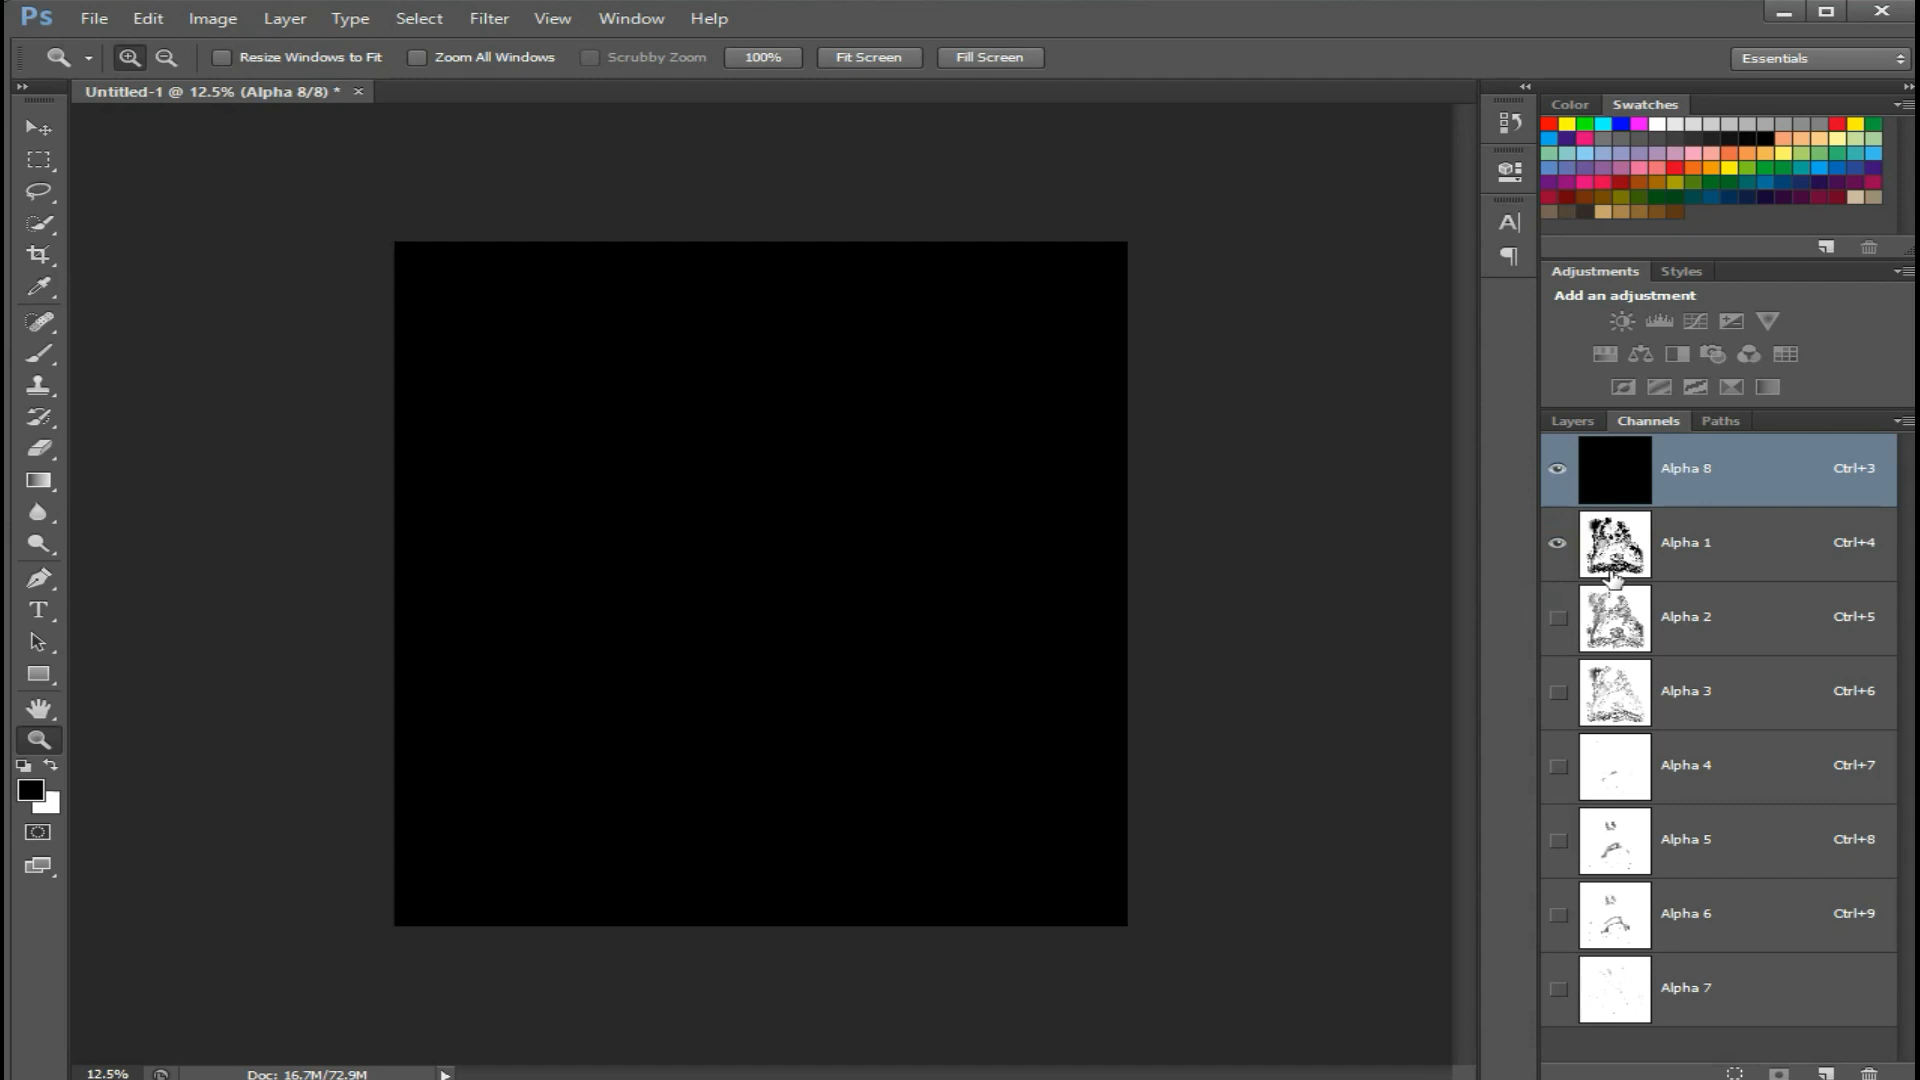 Ps File Edit Image Layer Type Select Filter View Window Help
Resize Windows to Fit Zoom All Windows Scrubby Zoom 100% Fit Screen Fill Screen Essentials
Untitled-1 @ 12.5% (Alpha 8/8) * ×
Color Swatches
A|
Adjustments Styles
Add an adjustment
Layers Channels Paths
Alpha 8 Ctrl+3
Alpha 1 Ctrl+4
Alpha 2 Ctrl+5
Alpha 3 Ctrl+6
Alpha 4 Ctrl+7
Alpha 5 Ctrl+8
Alpha 6 Ctrl+9
Alpha 7
12.5% Doc: 16.7M/72.9M